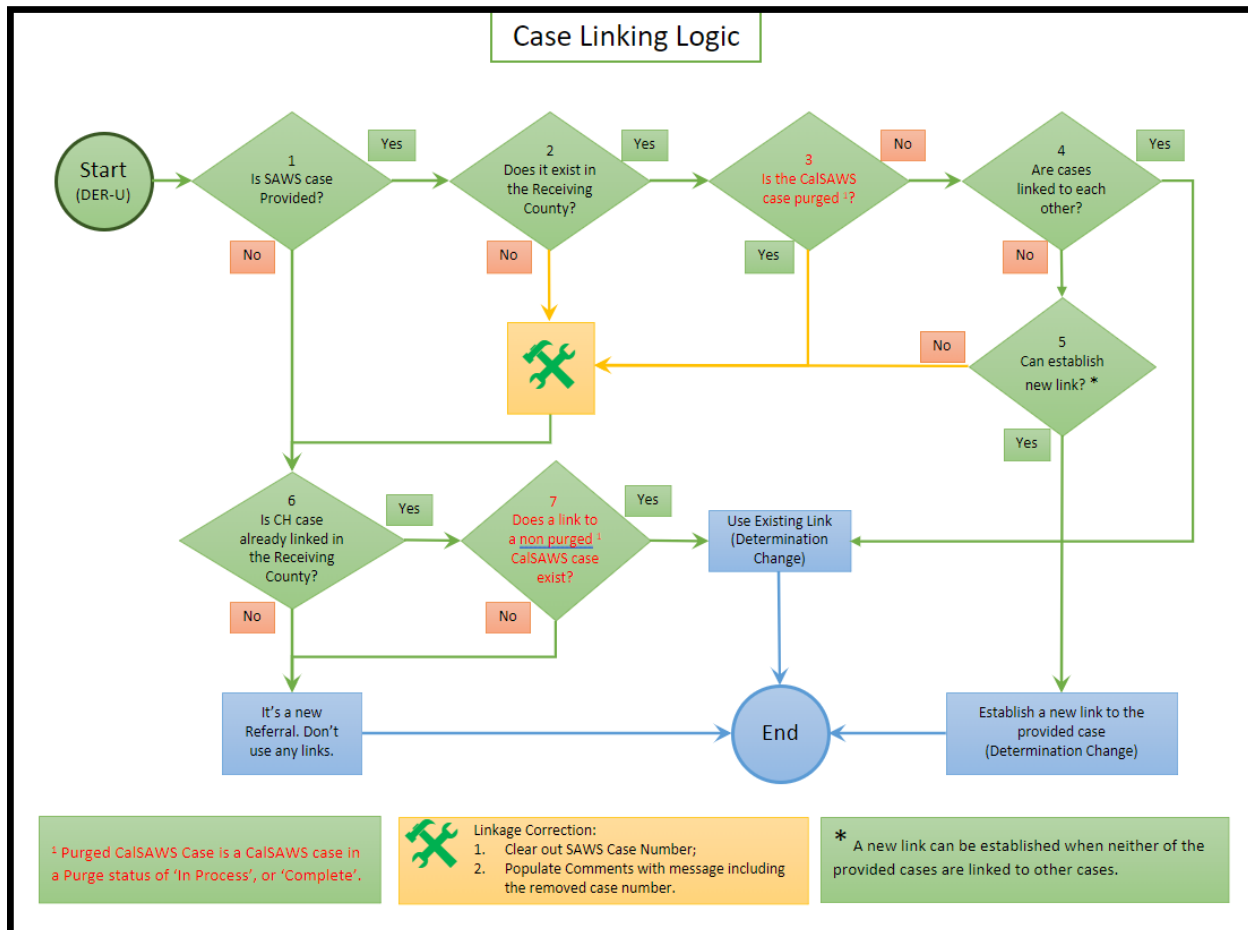 Case Linking Logic
Start
(DER-U)
1
Is SAWS case
Provided?
Yes
No
2
Does it exist in
the Receiving
County?
Yes
No
3
Is the CalSAWS
case purged ¹?
No
Yes
4
Are cases
linked to each
other?
Yes
No
5
Can establish
new link? *
No
Yes
6
Is CH case
already linked in
the Receiving
County?
Yes
No
7
Does a link to
a non purged ¹
CalSAWS case
exist?
Yes
No
Use Existing Link
(Determination
Change)
It's a new
Referral. Don't
use any links.
End
Establish a new link to the
provided case
(Determination Change)
¹ Purged CalSAWS Case is a CalSAWS case in
a Purge status of 'In Process', or 'Complete'.
Linkage Correction:
1. Clear out SAWS Case Number;
2. Populate Comments with message including
the removed case number.
* A new link can be established when neither of the
provided cases are linked to other cases.